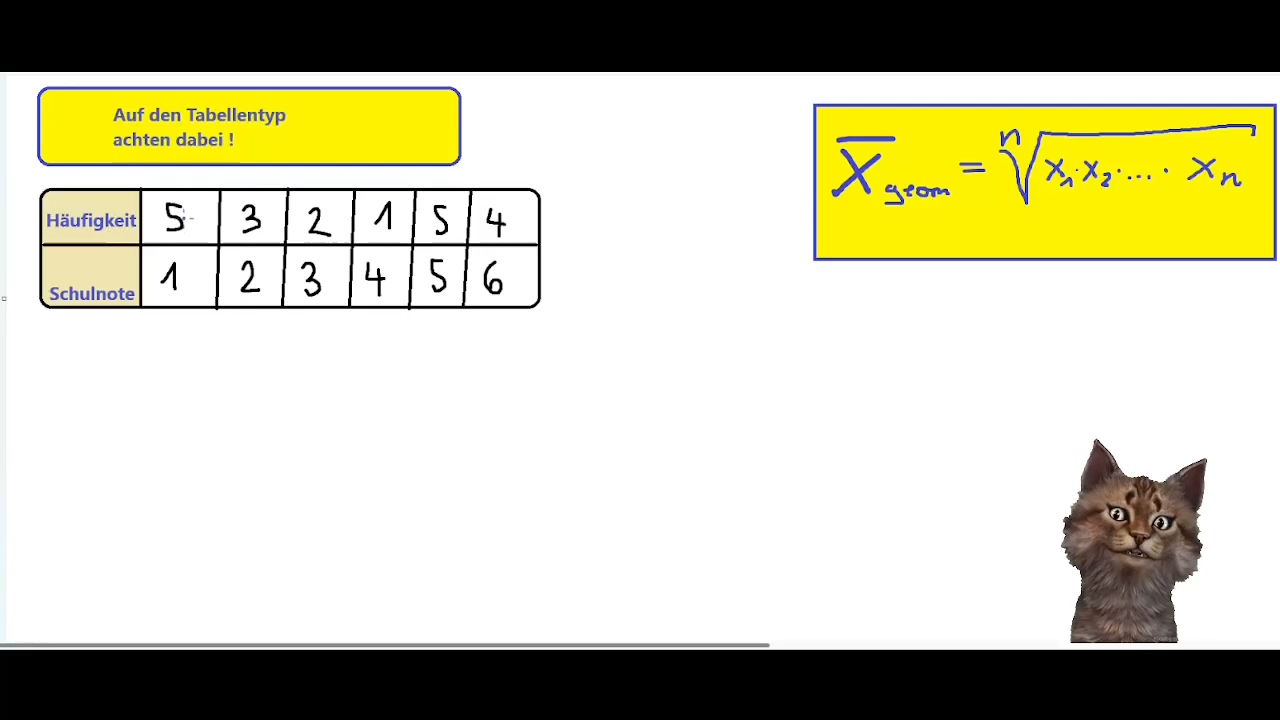 Auf den Tabellentyp
achten dabei !
Häufigkeit 5 3 2 1 5 4
Schulnote 1 2 3 4 5 6
X̅ geom = ⁿ√ x₁ · x₂ · ... · xₙ